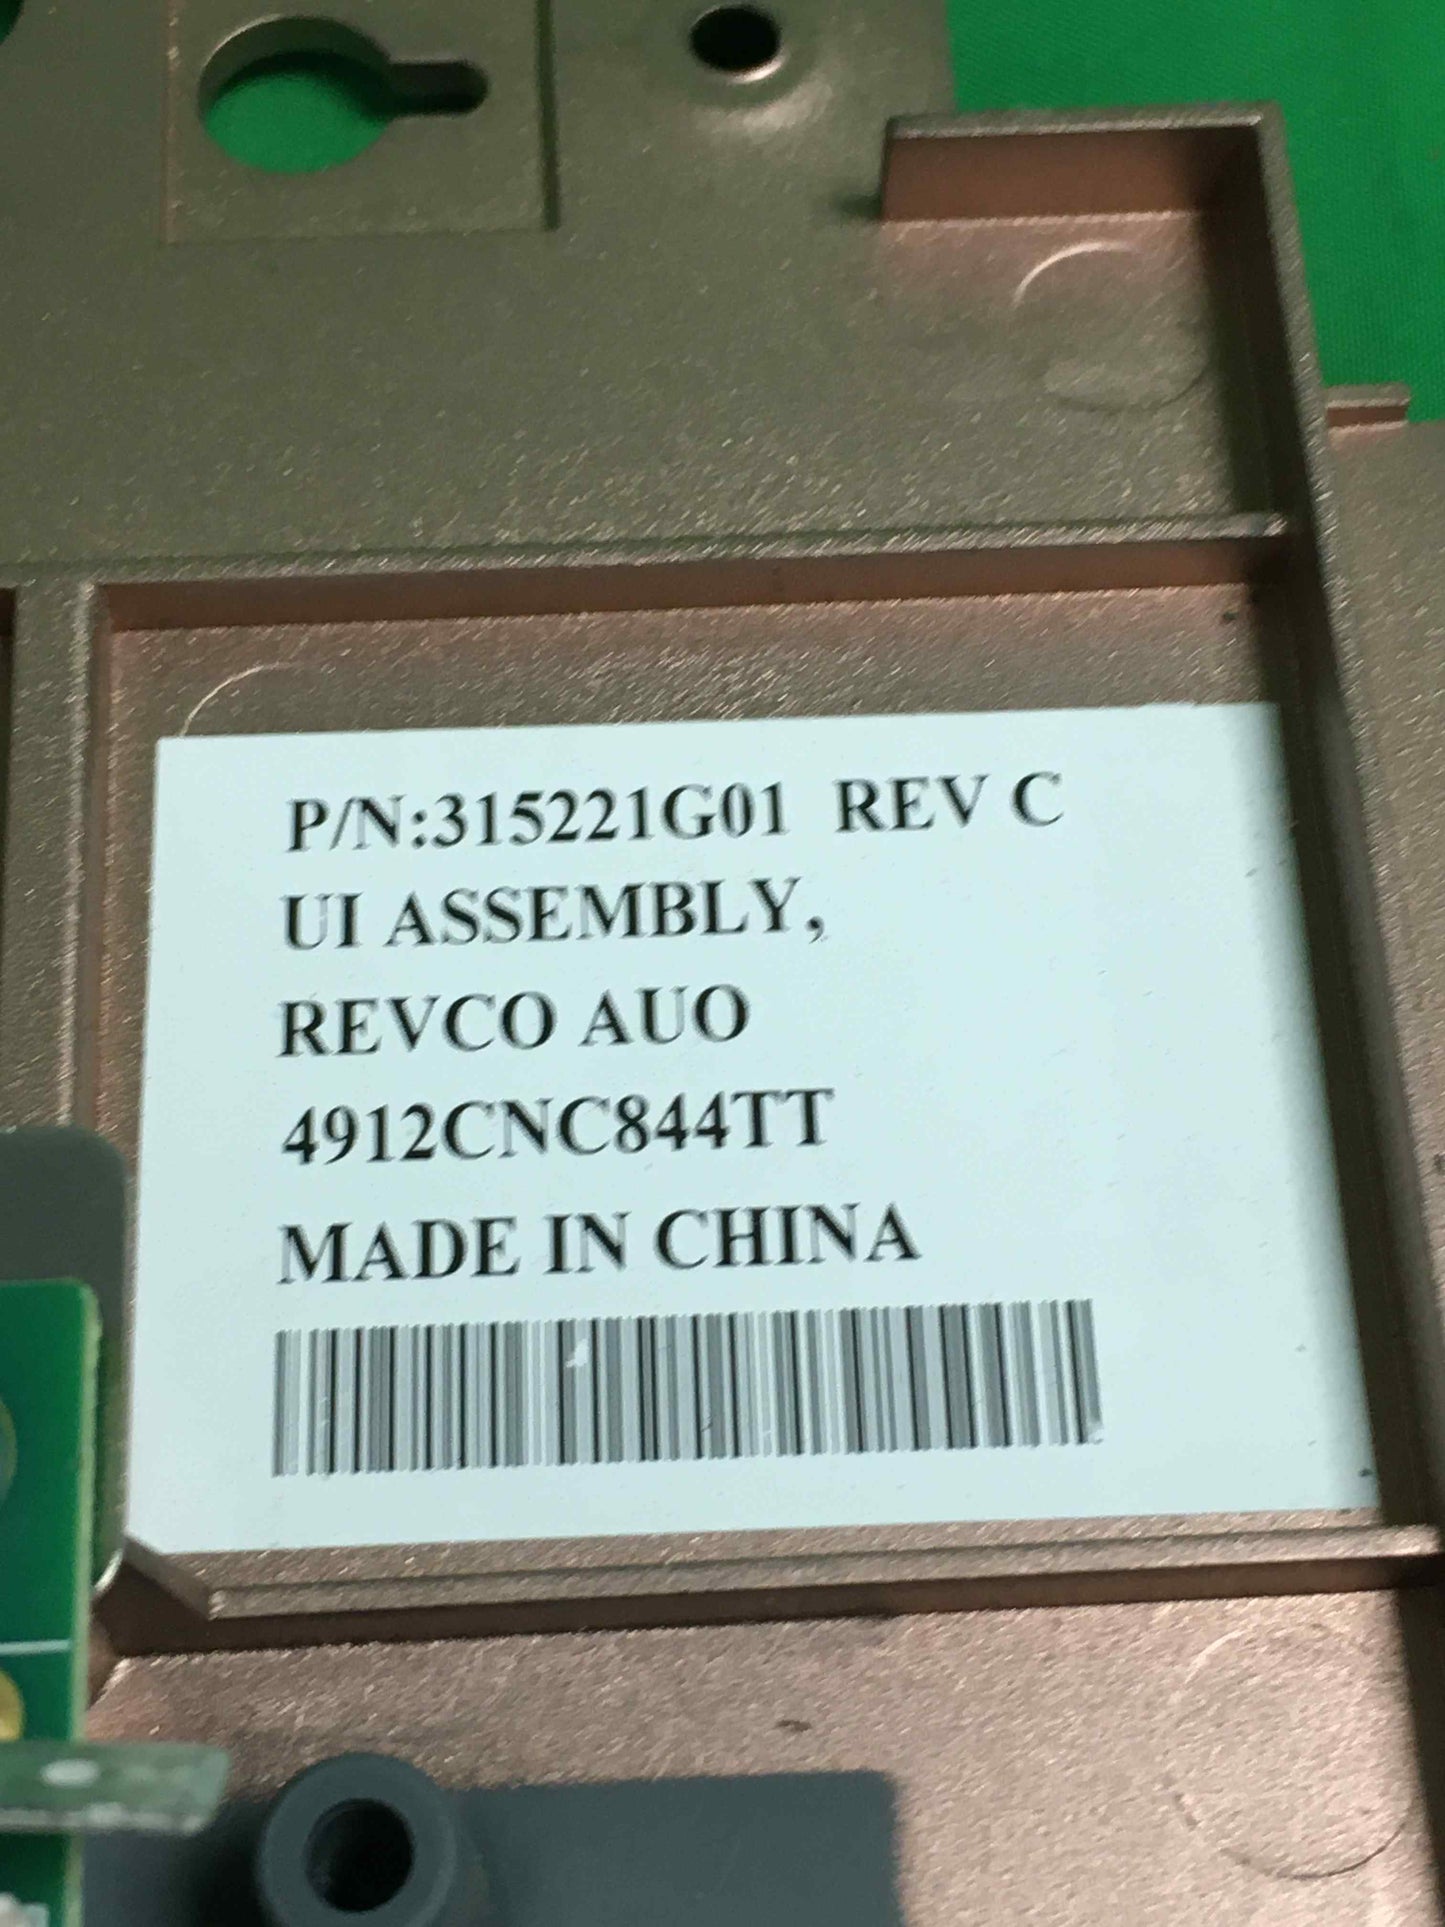 P/N:315221G01 REV C
UI ASSEMBLY,
REVCO AUO
4912CNC844TT
MADE IN CHINA